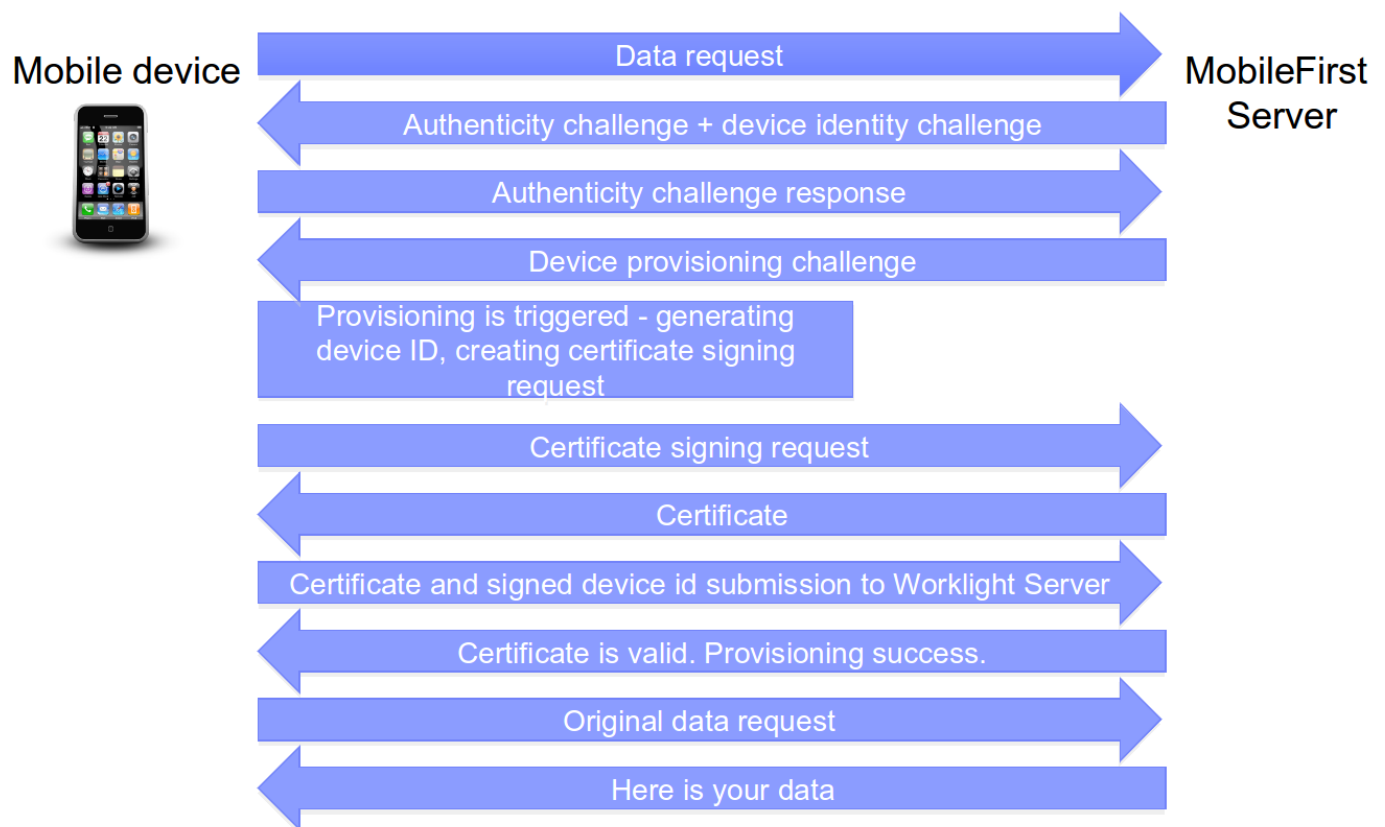 Data request
Mobile device
MobileFirst
Server
Authenticity challenge + device identity challenge
Authenticity challenge response
Device provisioning challenge
Provisioning is triggered - generating
device ID, creating certificate signing
request
Certificate signing request
Certificate
Certificate and signed device id submission to Worklight Server
Certificate is valid. Provisioning success.
Original data request
Here is your data